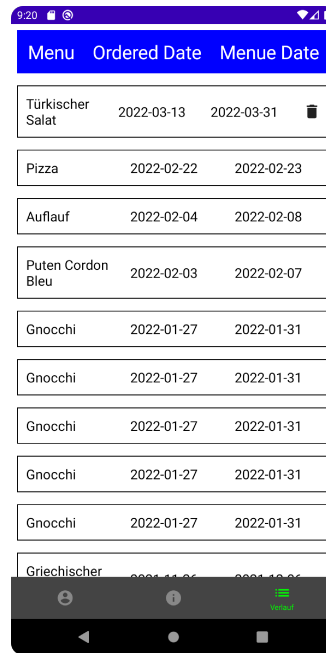 9:20
Menu Ordered Date Menue Date
Türkischer
Salat 2022-03-13 2022-03-31
Pizza 2022-02-22 2022-02-23
Auflauf 2022-02-04 2022-02-08
Puten Cordon
Bleu 2022-02-03 2022-02-07
Gnocchi 2022-01-27 2022-01-31
Gnocchi 2022-01-27 2022-01-31
Gnocchi 2022-01-27 2022-01-31
Gnocchi 2022-01-27 2022-01-31
Gnocchi 2022-01-27 2022-01-31
Griechischer
Verlauf